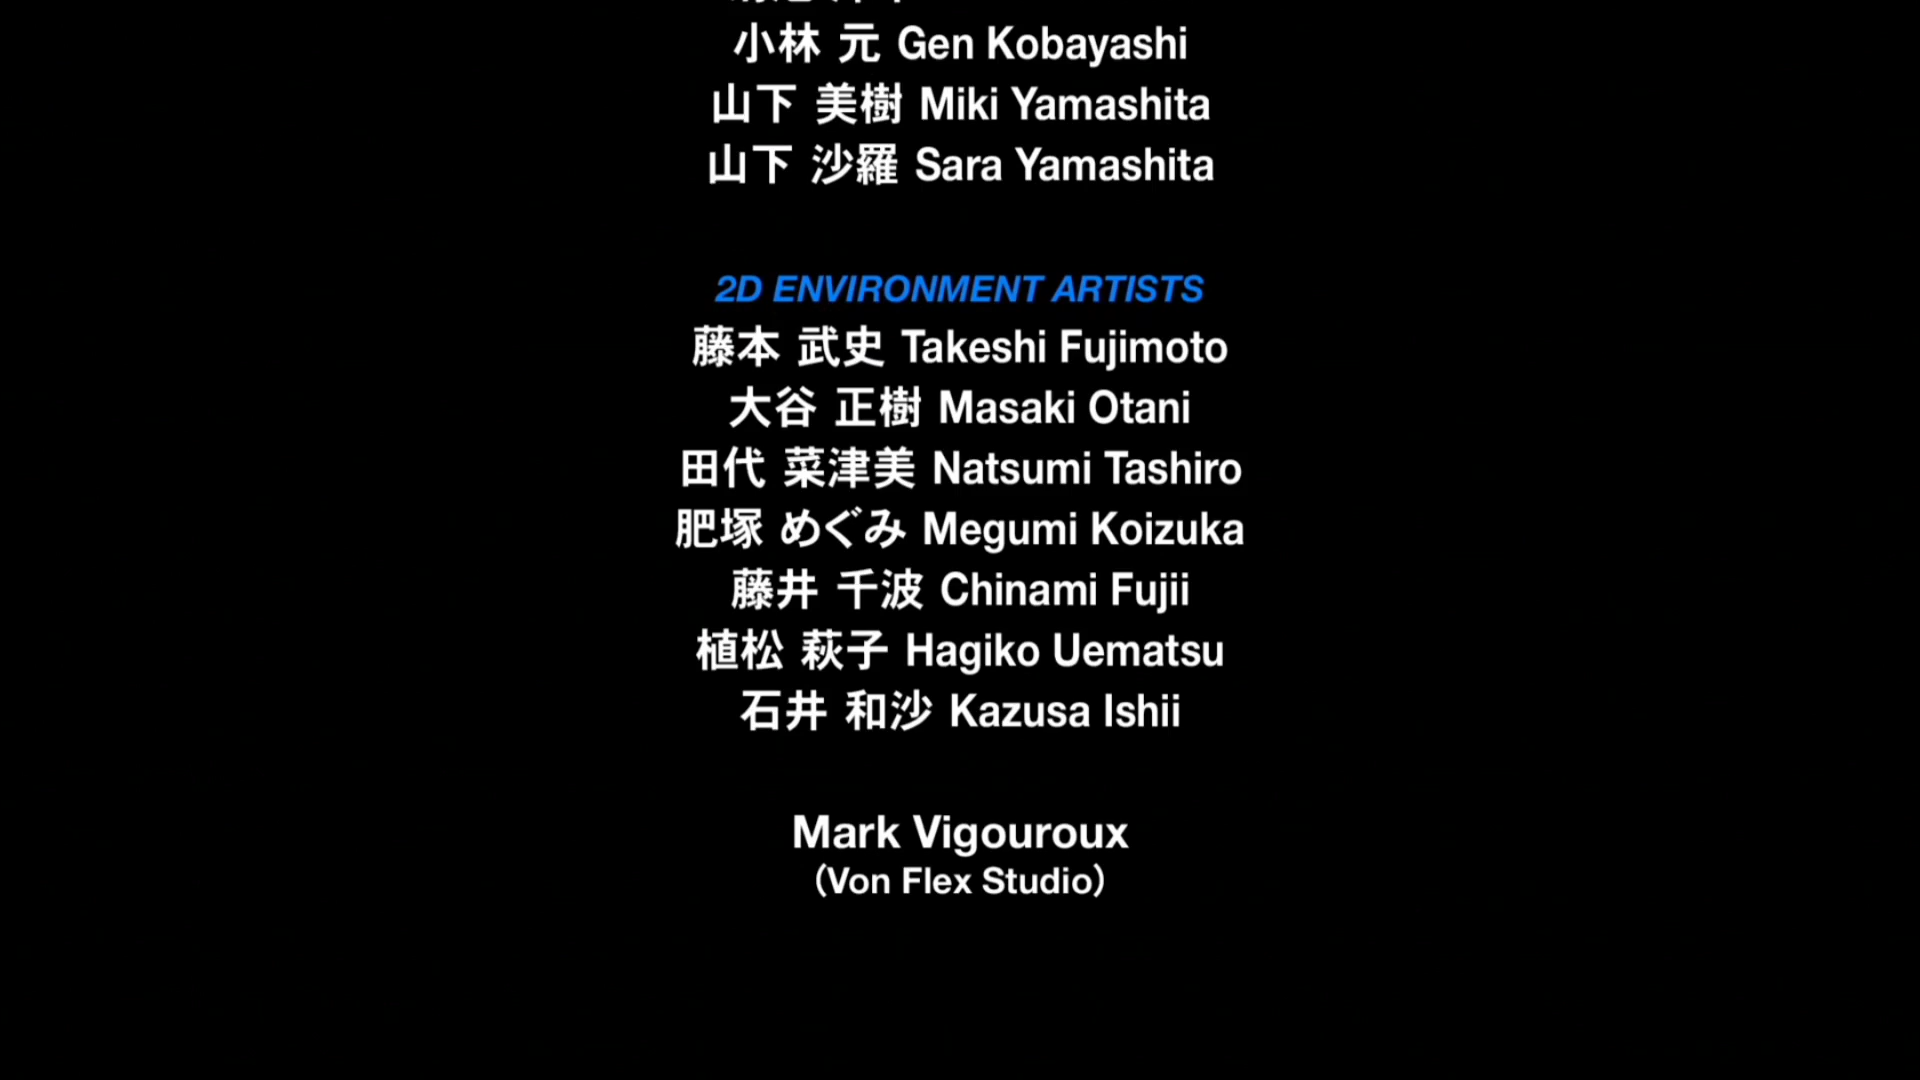 小林 元 Gen Kobayashi
山下 美樹 Miki Yamashita
山下 沙羅 Sara Yamashita
2D ENVIRONMENT ARTISTS
藤本 武史 Takeshi Fujimoto
大谷 正樹 Masaki Otani
田代 菜津美 Natsumi Tashiro
肥塚 めぐみ Megumi Koizuka
藤井 千波 Chinami Fujii
植松 萩子 Hagiko Uematsu
石井 和沙 Kazusa Ishii
Mark Vigouroux
(Von Flex Studio)